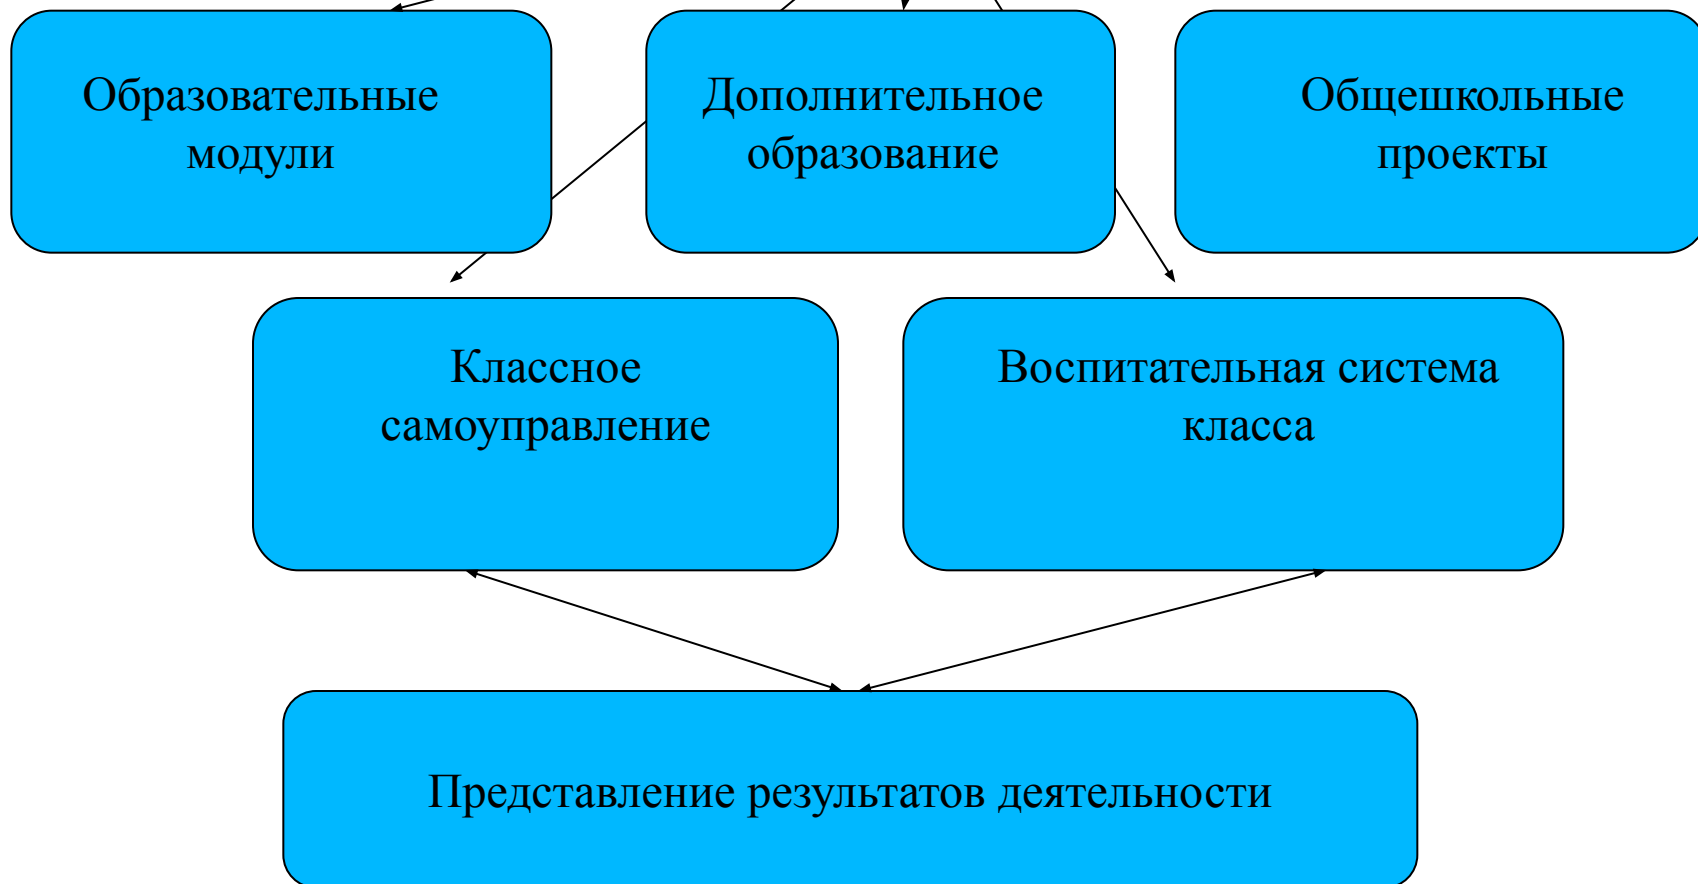 Образовательные
модули
Дополнительное
образование
Общешкольные
проекты
Классное
самоуправление
Воспитательная система
класса
Представление результатов деятельности